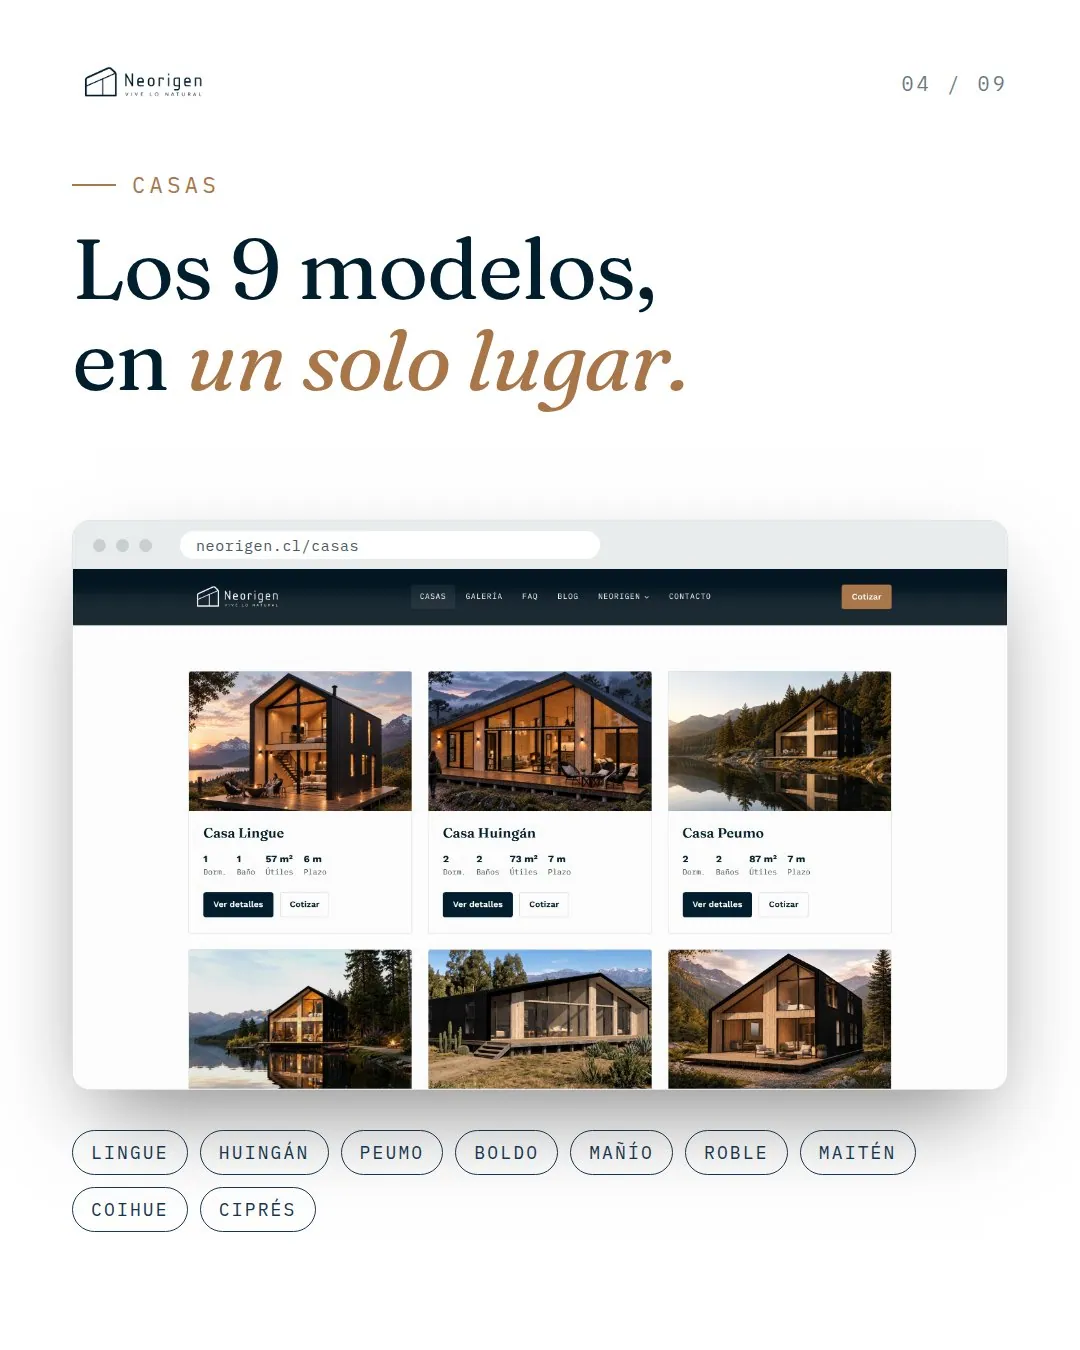 Neorigen
VIVE LO NATURAL
04 / 09
CASAS
Los 9 modelos,
en un solo lugar.
neorigen.cl/casas
Neorigen
VIVE LO NATURAL
CASAS GALERÍA FAQ BLOG NEORIGEN CONTACTO
Cotizar
Casa Lingue
1 1 57 m² 6 m
Dorm. Baño Útiles Plazo
Ver detalles Cotizar
Casa Huingán
2 2 73 m² 7 m
Dorm. Baños Útiles Plazo
Ver detalles Cotizar
Casa Peumo
2 2 87 m² 7 m
Dorm. Baños Útiles Plazo
Ver detalles Cotizar
LINGUE HUINGÁN PEUMO BOLDO MAÑÍO ROBLE MAITÉN
COIHUE CIPRÉS